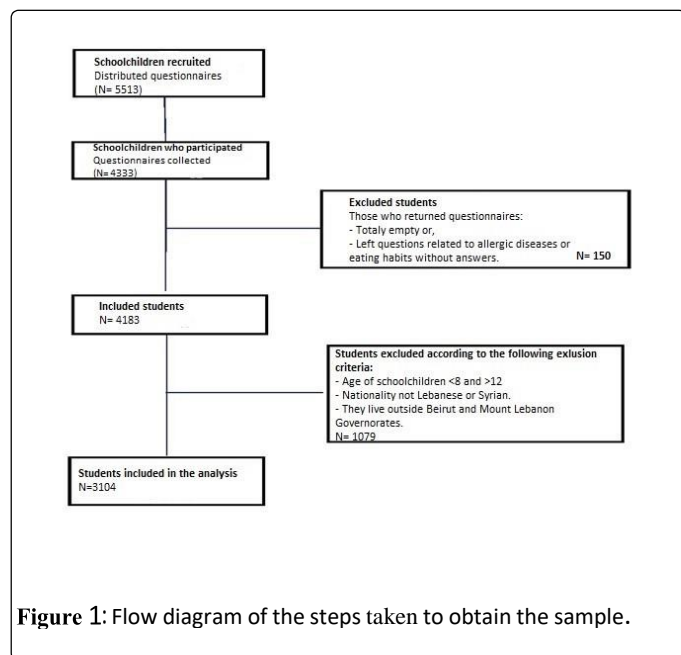 Schoolchildren recruited
Distributed questionnaires
(N= 5513)
Schoolchildren who participated
Questionnaires collected
(N= 4333)
Excluded students
Those who returned questionnaires:
- Totaly empty or,
- Left questions related to allergic diseases or
eating habits without answers. N= 150
Included students
N= 4183
Students excluded according to the following exlusion
criteria:
- Age of schoolchildren <8 and >12
- Nationality not Lebanese or Syrian.
- They live outside Beirut and Mount Lebanon
Governorates.
N= 1079
Students included in the analysis
N=3104
Figure 1: Flow diagram of the steps taken to obtain the sample.